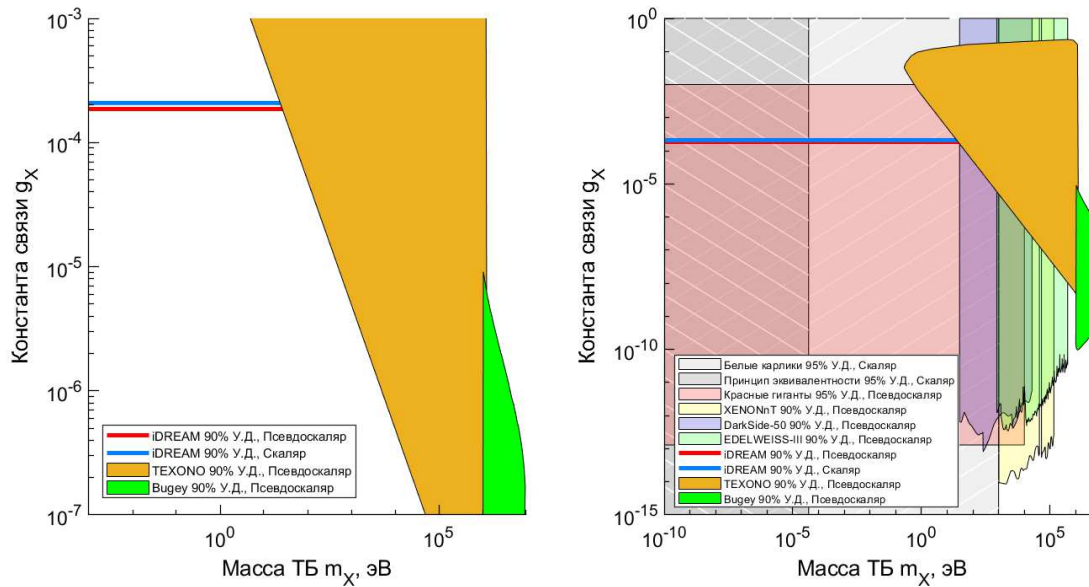 10^-3
10^-4
10^-5
10^-6
10^-7
Константа связи g_X
iDREAM 90% У.Д., Псевдоскаляр
iDREAM 90% У.Д., Скаляр
TEXONO 90% У.Д., Псевдоскаляр
Bugey 90% У.Д., Псевдоскаляр
10^0
10^5
Масса ТБ m_X, эВ
10^0
10^-5
10^-10
10^-15
Константа связи g_X
Белые карлики 95% У.Д., Скаляр
Принцип эквивалентности 95% У.Д., Скаляр
Красные гиганты 95% У.Д., Псевдоскаляр
XENONnT 90% У.Д., Псевдоскаляр
DarkSide-50 90% У.Д., Псевдоскаляр
EDELWEISS-III 90% У.Д., Псевдоскаляр
iDREAM 90% У.Д., Псевдоскаляр
iDREAM 90% У.Д., Скаляр
TEXONO 90% У.Д., Псевдоскаляр
Bugey 90% У.Д., Псевдоскаляр
10^-10
10^-5
10^0
10^5
Масса ТБ m_X, эВ